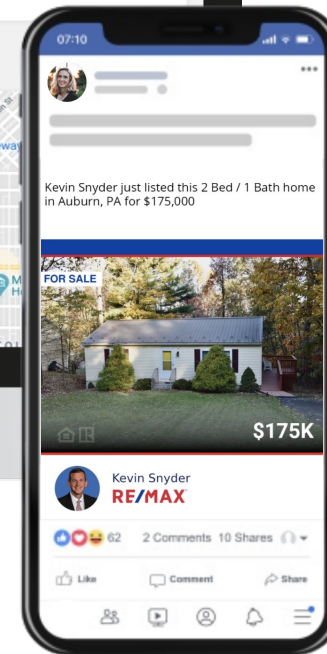 07:10
Kevin Snyder just listed this 2 Bed / 1 Bath home
in Auburn, PA for $175,000
FOR SALE
$175K
Kevin Snyder
RE/MAX
62 2 Comments 10 Shares
Like Comment Share